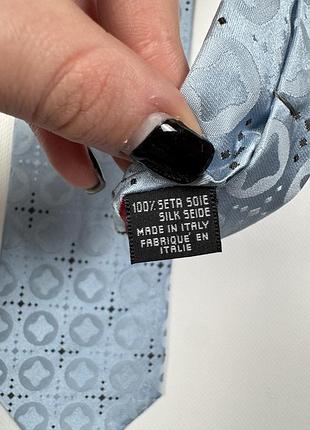 100% SETA SOIE
SILK SEIDE
MADE IN ITALY
FABRIQUÉ EN
ITALIE